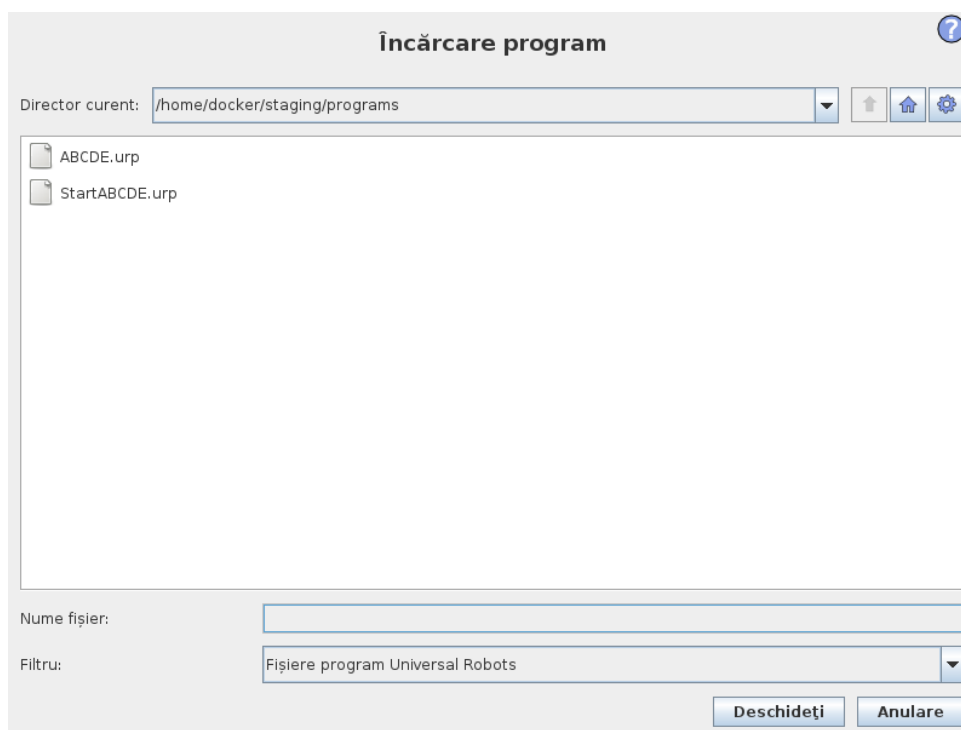 Încărcare program
?
Director curent: /home/docker/staging/programs
ABCDE.urp
StartABCDE.urp
Nume fișier:
Filtru: Fișiere program Universal Robots
Deschideți Anulare